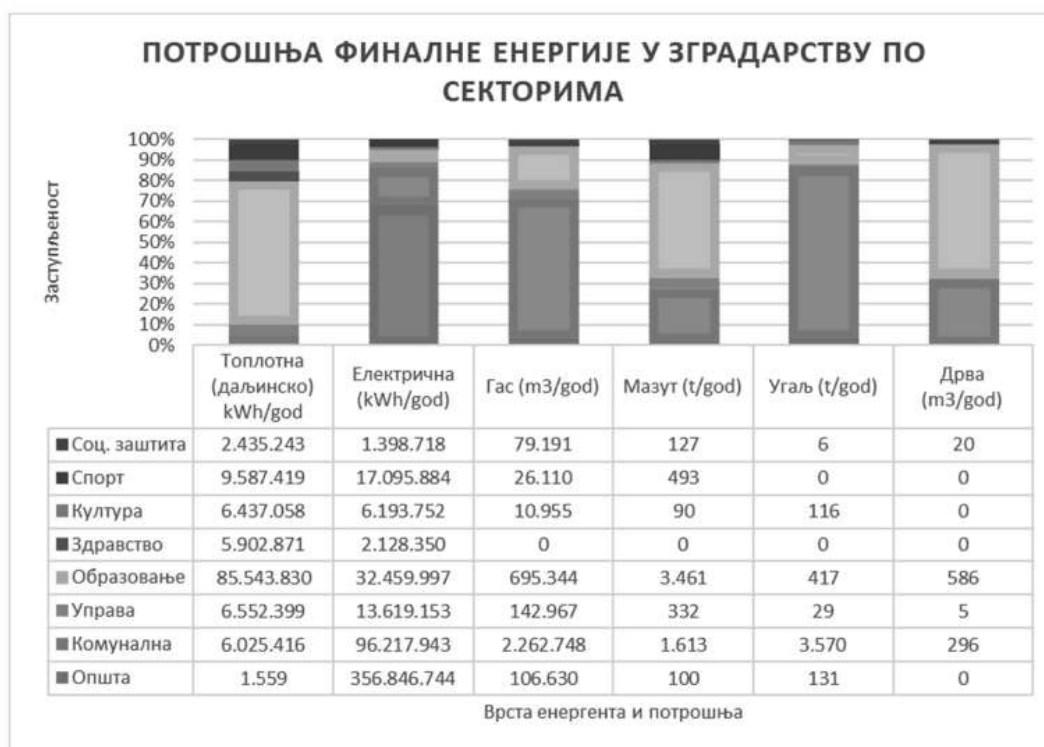 ПОТРОШЊА ФИНАЛНЕ ЕНЕРГИЈЕ У ЗГРАДАРСТВУ ПО
СЕКТОРИМА
Заступљеност
100%
90%
80%
70%
60%
50%
40%
30%
20%
10%
0%
Топлотна (даљинско) kWh/god Електрична (kWh/god) Гас (m3/god) Мазут (t/god) Угаљ (t/god) Дрва (m3/god)
Соц. заштита 2.435.243 1.398.718 79.191 127 6 20
Спорт 9.587.419 17.095.884 26.110 493 0 0
Култура 6.437.058 6.193.752 10.955 90 116 0
Здравство 5.902.871 2.128.350 0 0 0 0
Образовање 85.543.830 32.459.997 695.344 3.461 417 586
Управа 6.552.399 13.619.153 142.967 332 29 5
Комунална 6.025.416 96.217.943 2.262.748 1.613 3.570 296
Општа 1.559 356.846.744 106.630 100 131 0
Врста енергента и потрошња